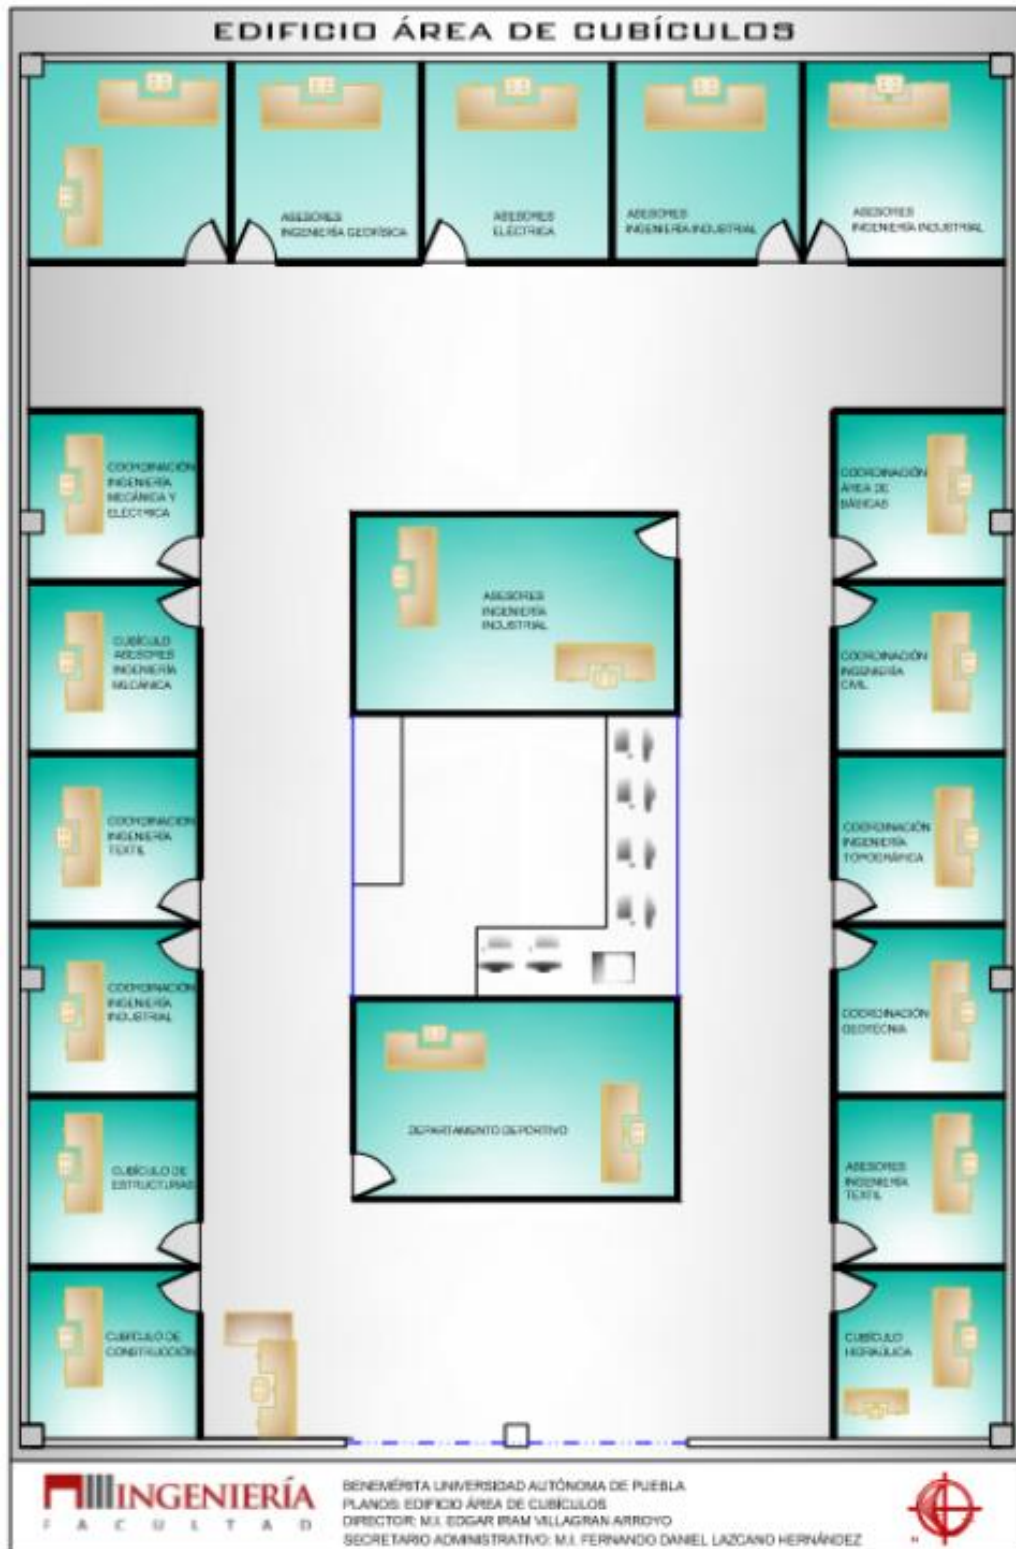 EDIFICIO ÁREA DE CUBÍCULOS
ASESORES
INGENIERÍA GEOFÍSICA
ASESORES
ELÉCTRICA
ASESORES
INGENIERÍA INDUSTRIAL
ASESORES
INGENIERÍA INDUSTRIAL
COORDINACIÓN
INGENIERÍA
MECÁNICA Y
ELÉCTRICA
COORDINACIÓN
ÁREA DE
BÁSICAS
ASESORES
INGENIERÍA
INDUSTRIAL
CUBÍCULO
ASESORES
INGENIERÍA
MECÁNICA
COORDINACIÓN
INGENIERÍA
CIVIL
COORDINACIÓN
INGENIERÍA
TEXTIL
COORDINACIÓN
INGENIERÍA
TOPOGRÁFICA
COORDINACIÓN
INGENIERÍA
INDUSTRIAL
COORDINACIÓN
GEOTECNIA
DEPARTAMENTO DEPORTIVO
CUBÍCULO DE
ESTRUCTURAS
ASESORES
INGENIERÍA
TEXTIL
CUBÍCULO DE
CONSTRUCCIÓN
CUBÍCULO
HIDRAÚLICA
INGENIERÍA
FACULTAD
BENEMÉRITA UNIVERSIDAD AUTÓNOMA DE PUEBLA
PLANOS: EDIFICIO ÁREA DE CUBÍCULOS
DIRECTOR: M.I. EDGAR IRAM VILLAGRAN ARROYO
SECRETARIO ADMINISTRATIVO: M.I. FERNANDO DANIEL LAZCANO HERNÁNDEZ
N